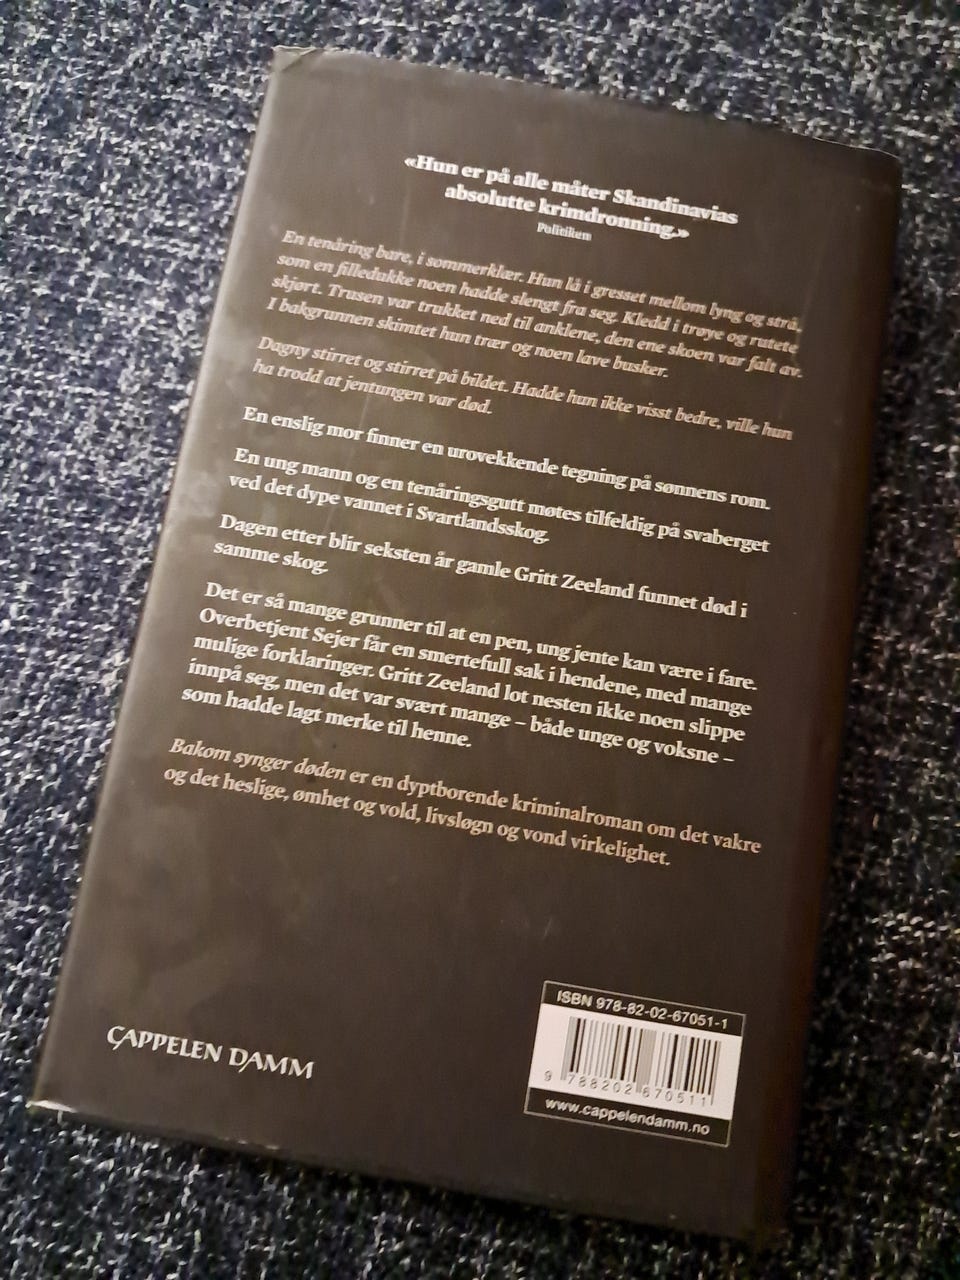 «Hun er på alle måter Skandinavias
absolutte krimdronning.»
Politiken
En tenåring bare, i sommerklær. Hun lå i gresset mellom lyng og strå,
som en filledukke noen hadde slengt fra seg. Kledd i trøye og rutete
skjørt. Trusen var trukket ned til anklene, den ene skoen var falt av.
I bakgrunnen skimtet hun trær og noen lave busker.
Dagny stirret og stirret på bildet. Hadde hun ikke visst bedre, ville hun
ha trodd at jentungen var død.
En enslig mor finner en urovekkende tegning på sønnens rom.
En ung mann og en tenåringsgutt møtes tilfeldig på svaberget
ved det dype vannet i Svartlandsskog.
Dagen etter blir seksten år gamle Gritt Zeeland funnet død i
samme skog.
Det er så mange grunner til at en pen, ung jente kan være i fare.
Overbetjent Sejer får en smertefull sak i hendene, med mange
mulige forklaringer. Gritt Zeeland lot nesten ikke noen slippe
innpå seg, men det var svært mange – både unge og voksne –
som hadde lagt merke til henne.
Bakom synger døden er en dyptborende kriminalroman om det vakre
og det heslige, ømhet og vold, livsløgn og vond virkelighet.
CAPPELEN DAMM
ISBN 978-82-02-67051-1
9 788202 670511
www.cappelendamm.no